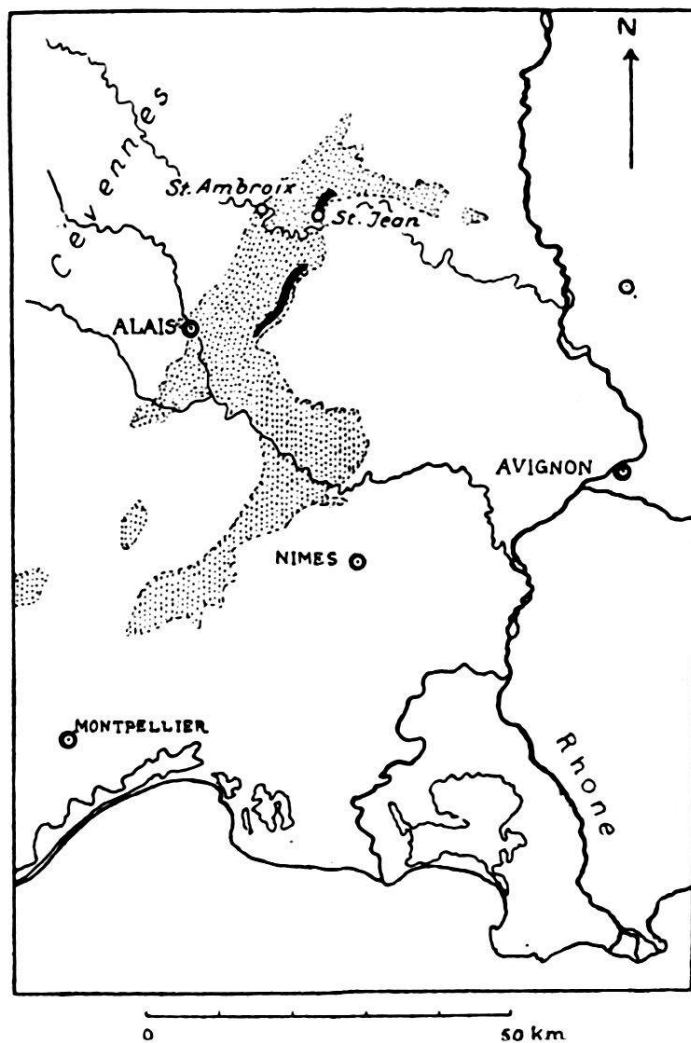 N
Cévennes
St. Ambroix
St. Jean
ALAIS
AVIGNON
NIMES
MONTPELLIER
Rhone
0 50 km